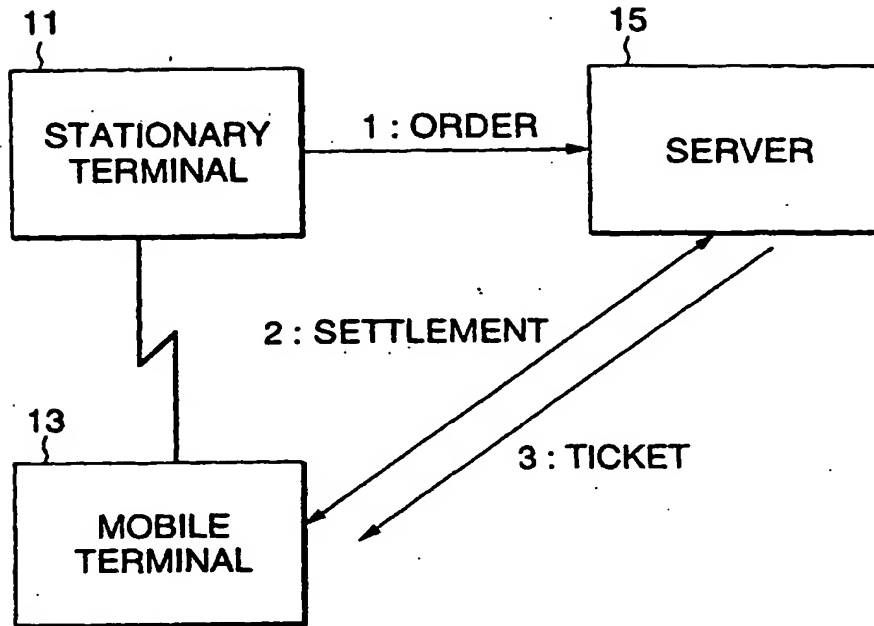 11
15
STATIONARY
TERMINAL
1 : ORDER
SERVER
2 : SETTLEMENT
3 : TICKET
13
MOBILE
TERMINAL